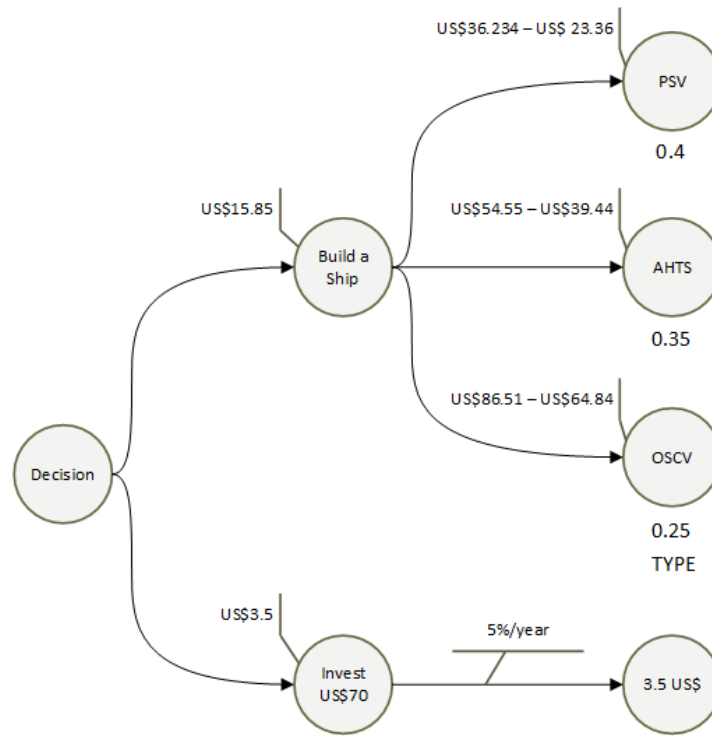 US$36.234 – US$ 23.36
PSV
0.4
US$15.85
US$54.55 – US$39.44
Build a
Ship
AHTS
0.35
US$86.51 – US$64.84
Decision
OSCV
0.25
TYPE
US$3.5
5%/year
Invest
US$70
3.5 US$